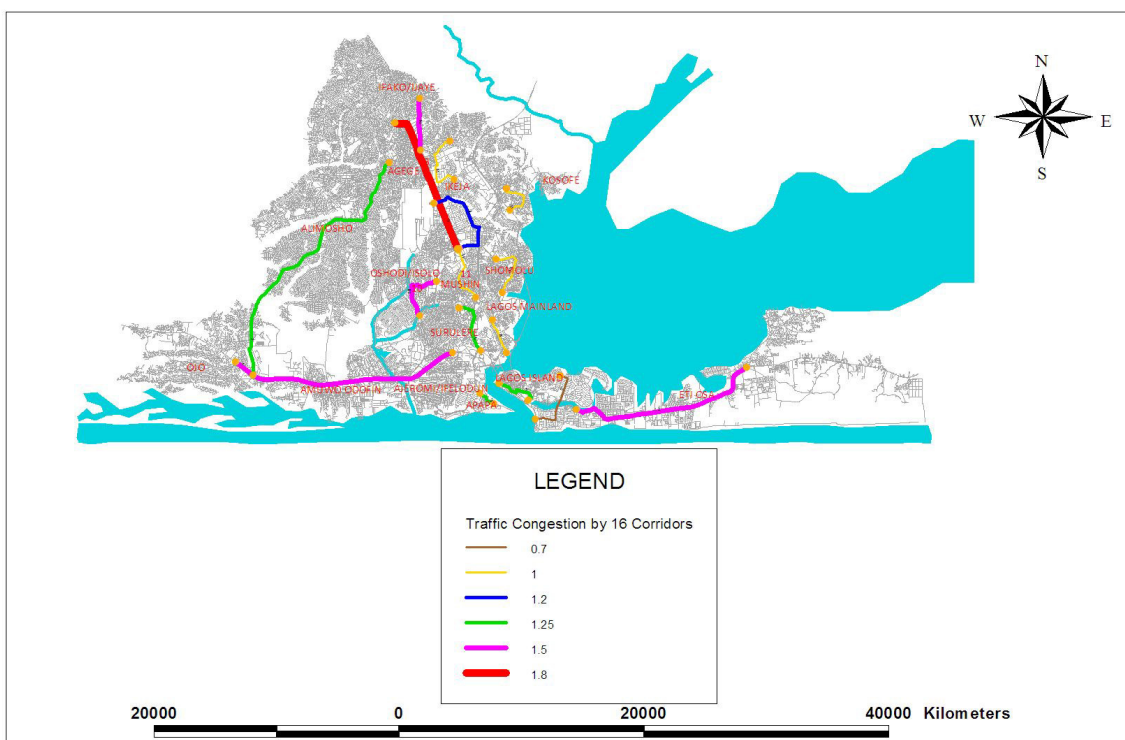 N
W E
S
IFAKO/IJAYE
AGEGE
IKEJA
KOSOFE
ALIMOSHO
OSHODI/ISOLO
MUSHIN
SHOMOLU
LAGOS MAINLAND
SURULERE
OJO
AMUWO ODOFIN
AJEROMI/IFELODUN
LAGOS ISLAND
APAPA
ETI OSA
LEGEND
Traffic Congestion by 16 Corridors
0.7
1
1.2
1.25
1.5
1.8
20000 0 20000 40000 Kilometers